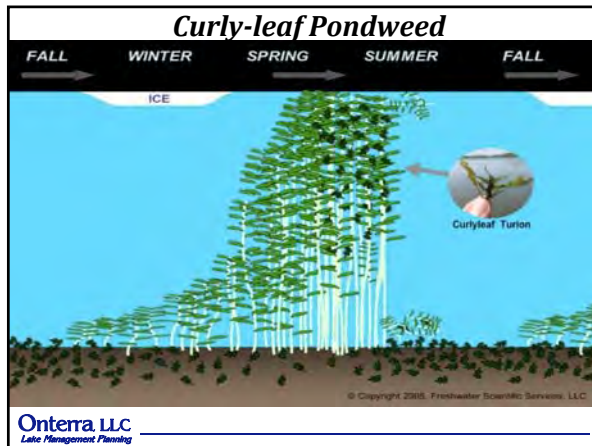 Curly-leaf Pondweed
FALL WINTER SPRING SUMMER FALL
ICE
Curlyleaf Turion
© Copyright 2005, Freshwater Scientific Services, LLC
Onterra, LLC
Lake Management Planning